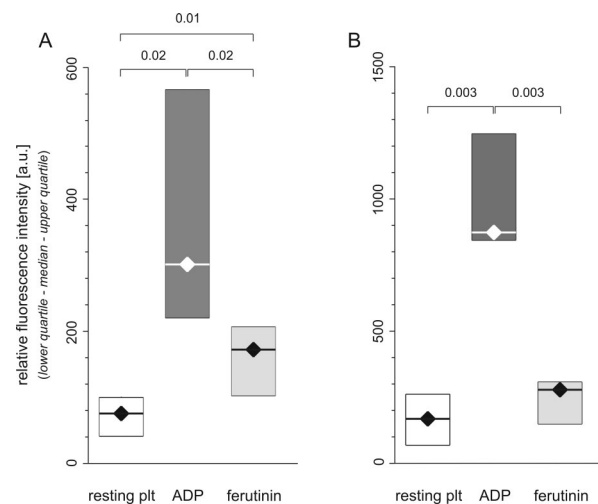 A
B
0.01
0.02
0.02
0.003
0.003
600
400
200
0
1500
1000
500
0
relative fluorescence intensity [a.u.]
(lower quartile - median - upper quartile)
resting plt
ADP
ferutinin
resting plt
ADP
ferutinin